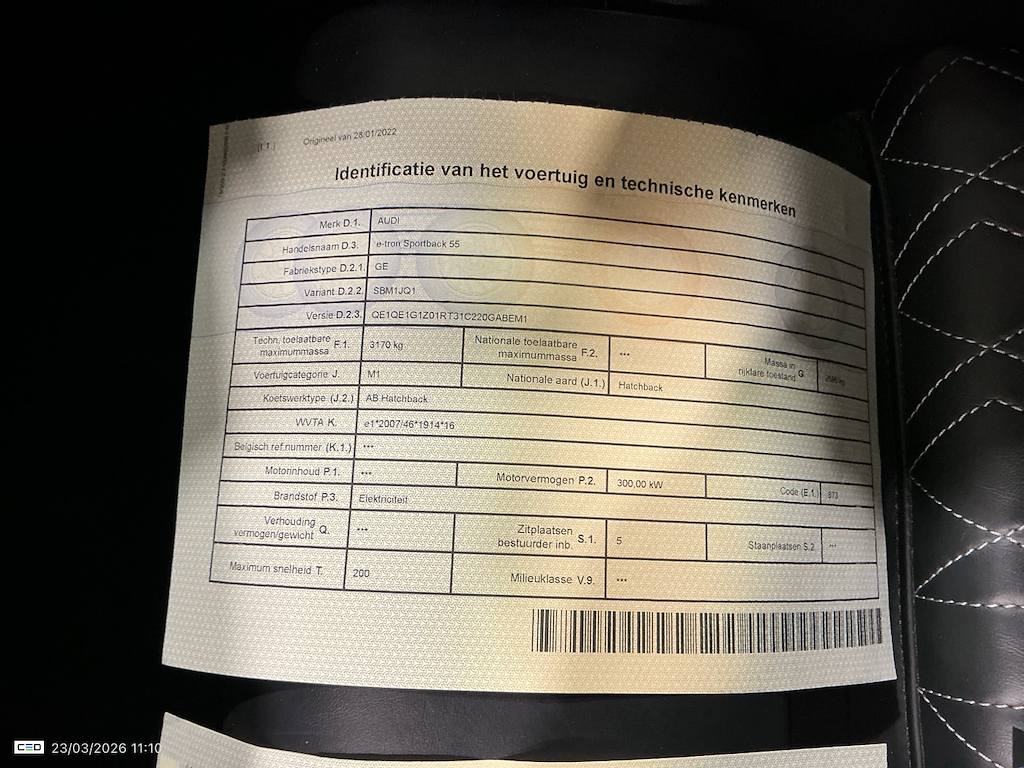 (I.1.) Origineel van 28/01/2022
Identificatie van het voertuig en technische kenmerken
Merk D.1. AUDI
Handelsnaam D.3. e-tron Sportback 55
Fabriekstype D.2.1. GE
Variant D.2.2. SBM1JQ1
Versie D.2.3. QE1QE1G1Z01RT31C220GABEM1
Techn. toelaatbare maximummassa F.1. 3170 kg Nationale toelaatbare maximummassa F.2. *** Massa in rijklare toestand G.
Voertuigcategorie J. M1 Nationale aard (J.1.) Hatchback
Koetswerktype (J.2.) AB Hatchback
WVTA K. e1*2007/46*1914*16
Belgisch ref.nummer (K.1.) ***
Motorinhoud P.1. *** Motorvermogen P.2. 300,00 kW Code (E.1.) 873
Brandstof P.3. Elektriciteit
Verhouding vermogen/gewicht Q. *** Zitplaatsen bestuurder inb. S.1. 5 Staanplaatsen S.2. ***
Maximum snelheid T. 200 Milieuklasse V.9. ***
CEO 23/03/2026 11:10